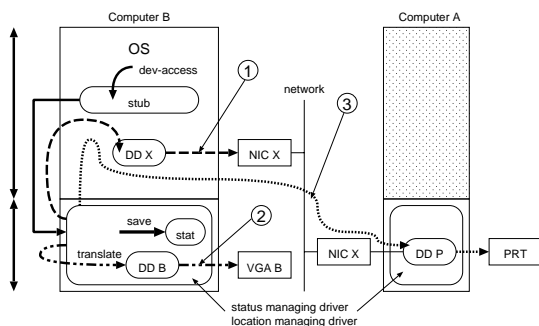 Computer B
Computer A
OS
dev-access
stub
1
network
3
DD X
NIC X
save
stat
2
translate
DD B
VGA B
NIC X
DD P
PRT
status managing driver
location managing driver